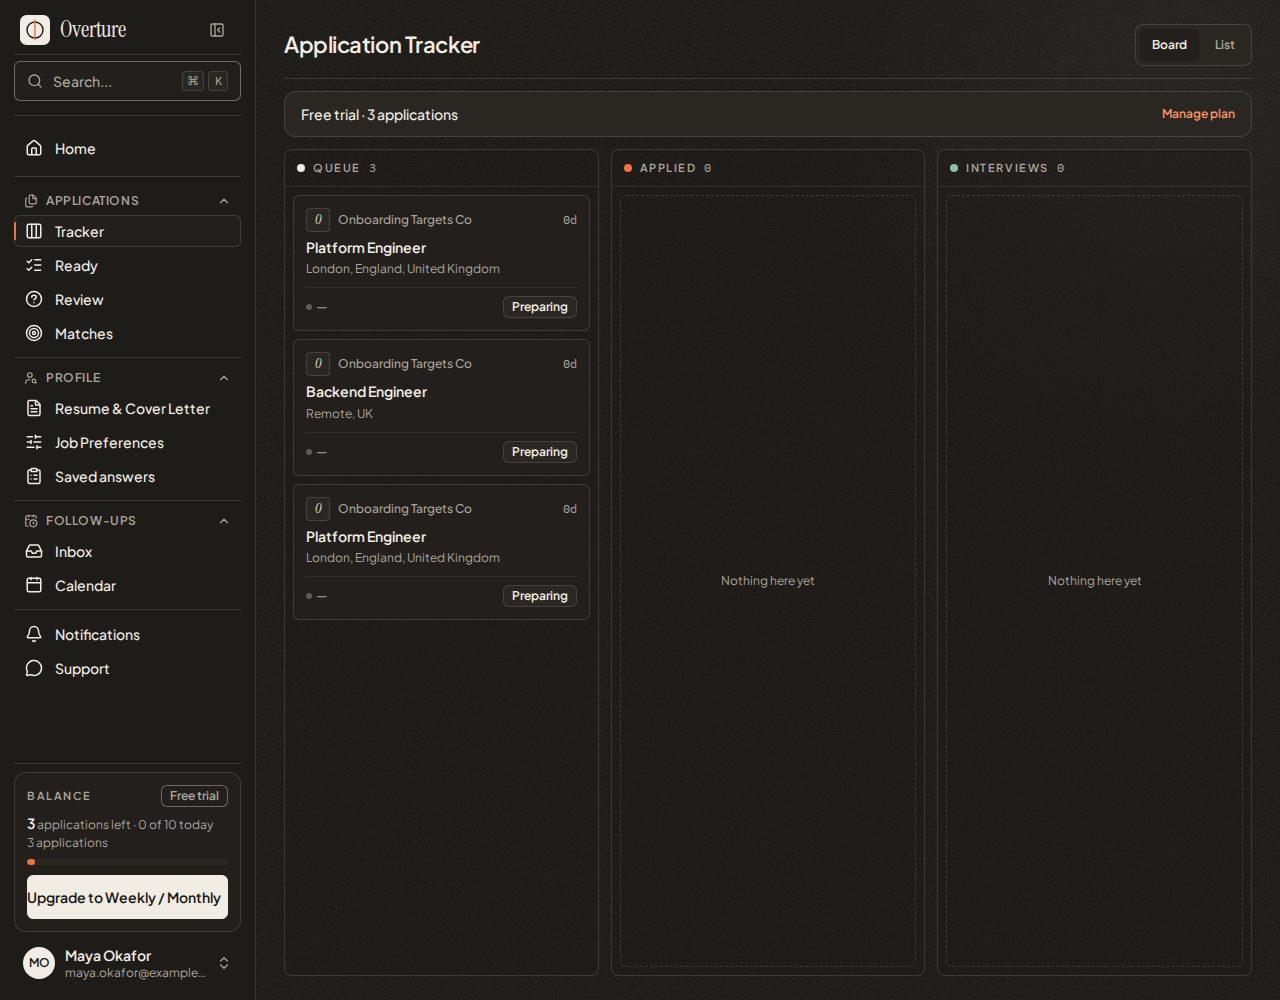 Overture
Search...
⌘ K
Home
APPLICATIONS
Tracker
Ready
Review
Matches
PROFILE
Resume & Cover Letter
Job Preferences
Saved answers
FOLLOW-UPS
Inbox
Calendar
Notifications
Support
BALANCE
Free trial
3 applications left · 0 of 10 today
3 applications
Upgrade to Weekly / Monthly
MO
Maya Okafor
maya.okafor@example...
Application Tracker
Board
List
Free trial · 3 applications
Manage plan
QUEUE 3
O Onboarding Targets Co 0d
Platform Engineer
London, England, United Kingdom
— Preparing
O Onboarding Targets Co 0d
Backend Engineer
Remote, UK
— Preparing
O Onboarding Targets Co 0d
Platform Engineer
London, England, United Kingdom
— Preparing
APPLIED 0
Nothing here yet
INTERVIEWS 0
Nothing here yet